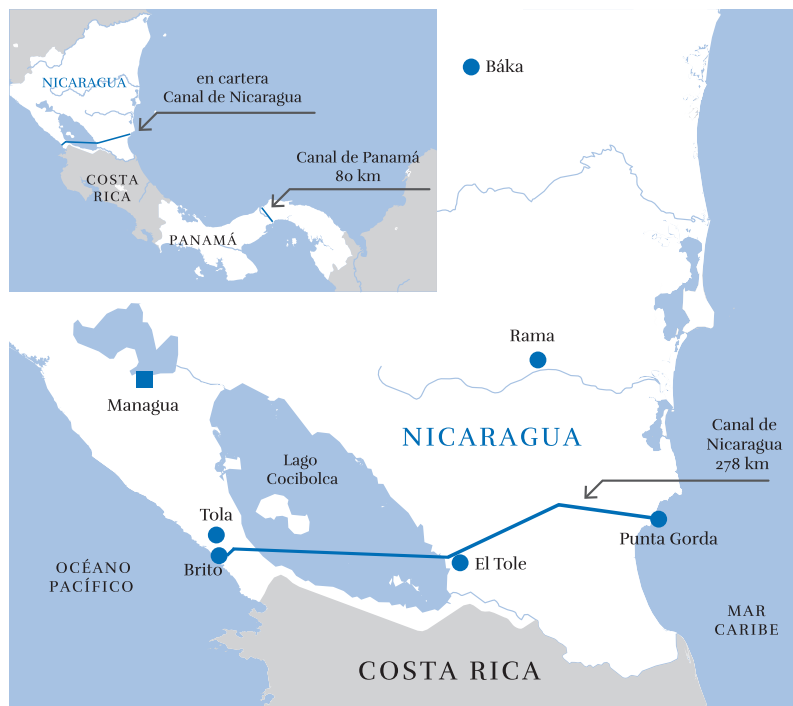 NICARAGUA
en cartera
Canal de Nicaragua
Canal de Panamá
80 km
COSTA
RICA
PANAMÁ
Báka
Rama
Managua
NICARAGUA
Canal de
Nicaragua
278 km
Lago
Cocibolca
Tola
Brito
El Tole
Punta Gorda
OCÉANO
PACÍFICO
MAR
CARIBE
COSTA RICA